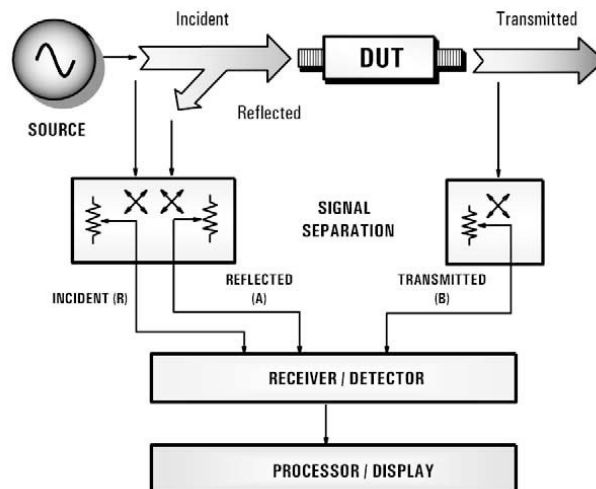 Incident
Transmitted
DUT
Reflected
SOURCE
SIGNAL
SEPARATION
INCIDENT (R)
REFLECTED
(A)
TRANSMITTED
(B)
RECEIVER / DETECTOR
PROCESSOR / DISPLAY